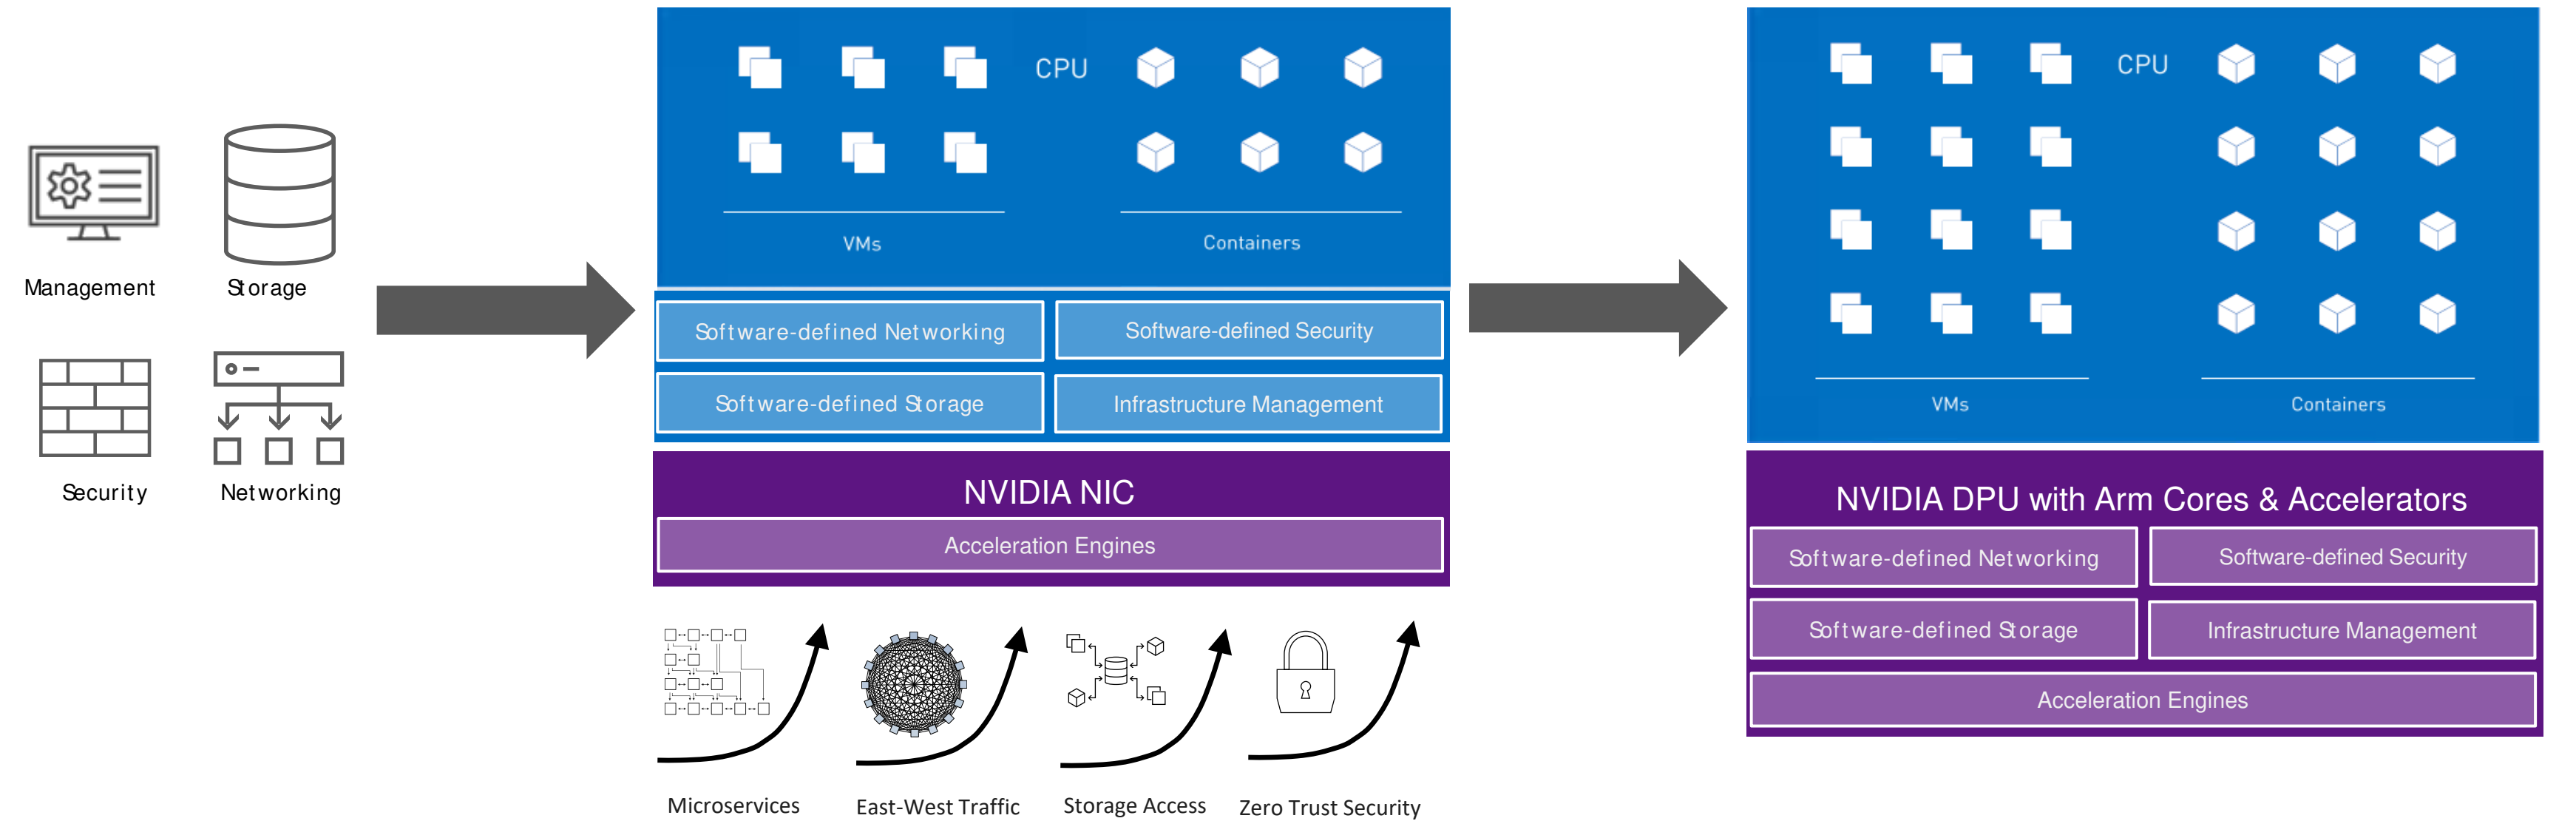 Management
Storage
Security
Networking
CPU
VMs
Containers
Software-defined Networking
Software-defined Security
Software-defined Storage
Infrastructure Management
NVIDIA NIC
Acceleration Engines
Microservices
East-West Traffic
Storage Access
Zero Trust Security
CPU
VMs
Containers
NVIDIA DPU with Arm Cores & Accelerators
Software-defined Networking
Software-defined Security
Software-defined Storage
Infrastructure Management
Acceleration Engines